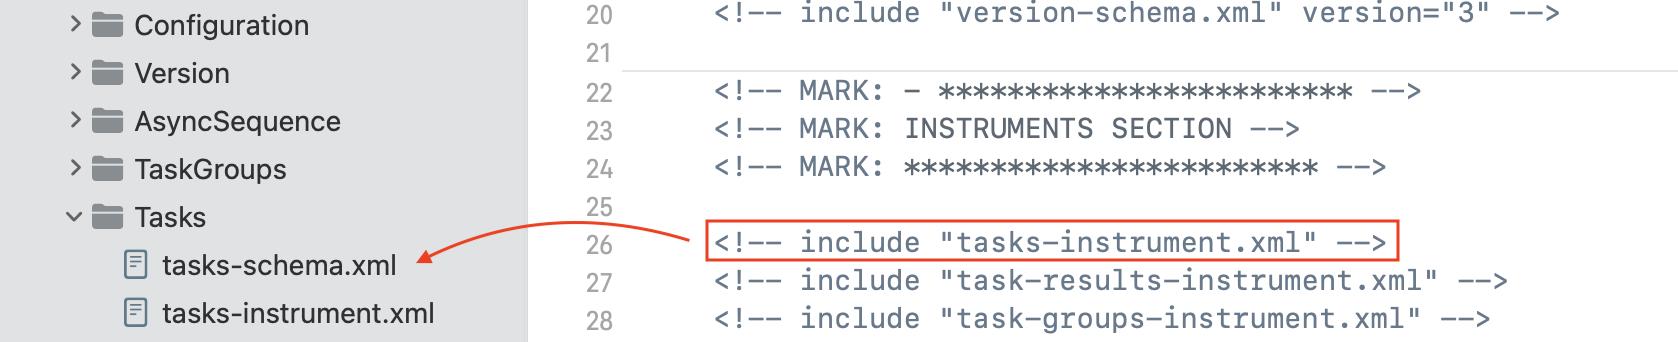 Configuration
Version
AsyncSequence
TaskGroups
Tasks
tasks-schema.xml
tasks-instrument.xml
20 <!-- include "version-schema.xml" version="3" -->
21
22 <!-- MARK: - ************************ -->
23 <!-- MARK: INSTRUMENTS SECTION -->
24 <!-- MARK: ************************ -->
25
26 <!-- include "tasks-instrument.xml" -->
27 <!-- include "task-results-instrument.xml" -->
28 <!-- include "task-groups-instrument.xml" -->